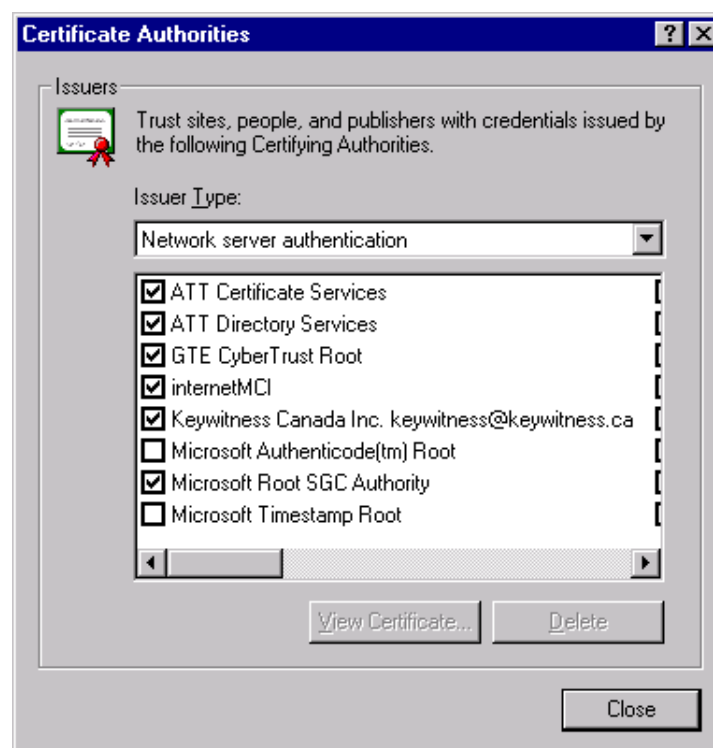 Certificate Authorities
Issuers
Trust sites, people, and publishers with credentials issued by
the following Certifying Authorities.
Issuer Type:
Network server authentication
ATT Certificate Services
ATT Directory Services
GTE CyberTrust Root
internetMCI
Keywitness Canada Inc. keywitness@keywitness.ca
Microsoft Authenticode(tm) Root
Microsoft Root SGC Authority
Microsoft Timestamp Root
View Certificate...
Delete
Close